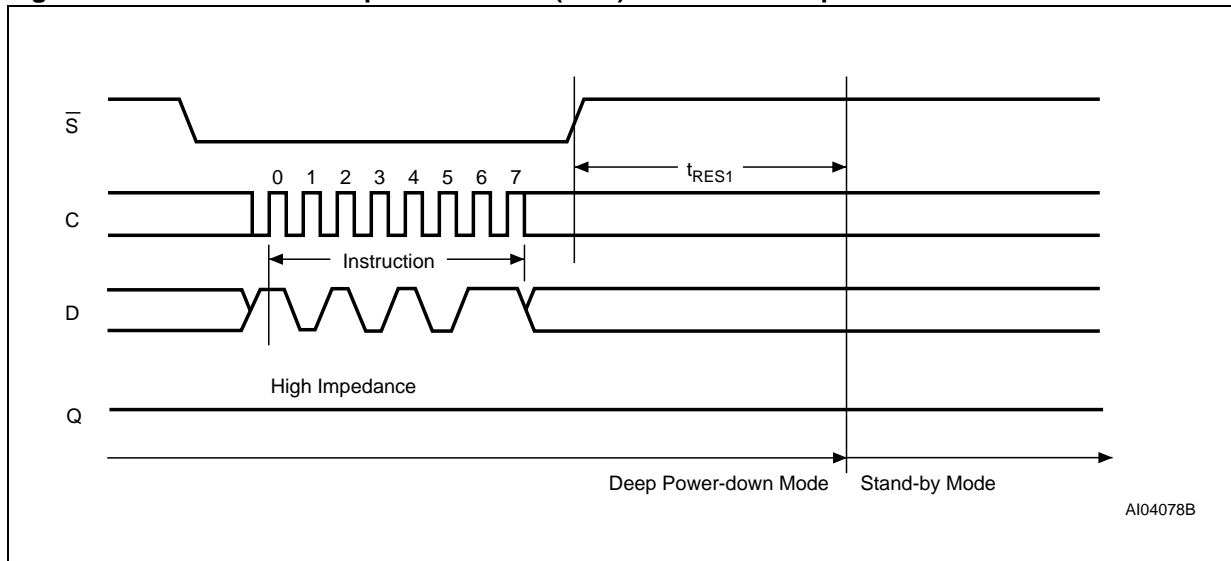 S̅
0 1 2 3 4 5 6 7
tRES1
C
Instruction
D
High Impedance
Q
Deep Power-down Mode Stand-by Mode
AI04078B